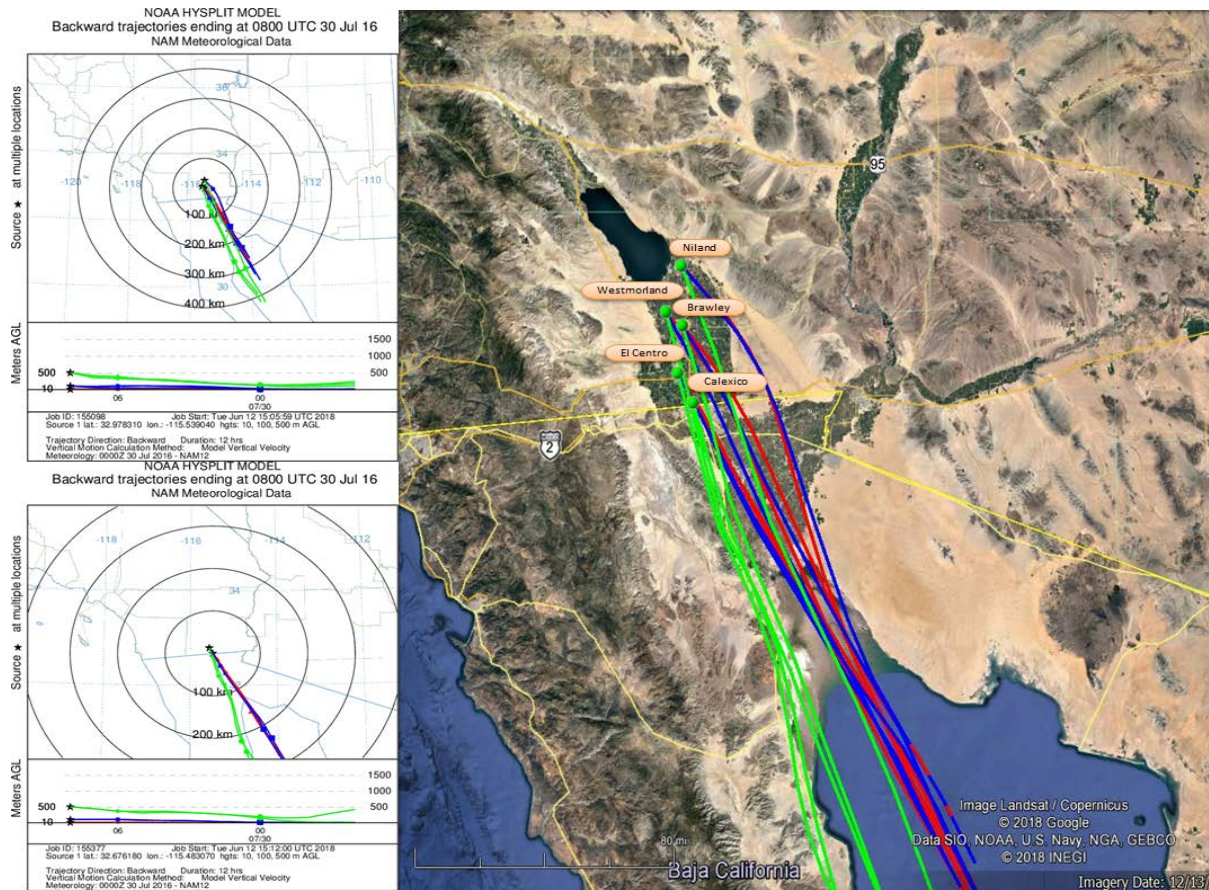 NOAA HYSPLIT MODEL
Backward trajectories ending at 0800 UTC 30 Jul 16
NAM Meteorological Data
Source ★ at multiple locations
36
34
-120
-118
-116
-114
-112
-110
100 km
200 km
300 km
30
400 km
Meters AGL
1500
1000
500
500
10
06
00
07/30
Job ID: 155098 Job Start: Tue Jun 12 15:05:59 UTC 2018
Source 1 lat.: 32.978310 lon.: -115.539040 hgts: 10, 100, 500 m AGL
Trajectory Direction: Backward Duration: 12 hrs
Vertical Motion Calculation Method: Model Vertical Velocity
Meteorology: 0000Z 30 Jul 2016 - NAM12
NOAA HYSPLIT MODEL
Backward trajectories ending at 0800 UTC 30 Jul 16
NAM Meteorological Data
Source ★ at multiple locations
-118
-116
-114
-112
34
100 km
200 km
Meters AGL
1500
1000
500
500
10
06
00
07/30
Job ID: 155377 Job Start: Tue Jun 12 15:12:00 UTC 2018
Source 1 lat.: 32.676180 lon.: -115.483070 hgts: 10, 100, 500 m AGL
Trajectory Direction: Backward Duration: 12 hrs
Vertical Motion Calculation Method: Model Vertical Velocity
Meteorology: 0000Z 30 Jul 2016 - NAM12
95
Niland
Westmorland
Brawley
El Centro
Calexico
2
80 mi
Baja California
Image Landsat / Copernicus
© 2018 Google
Data SIO, NOAA, U.S. Navy, NGA, GEBCO
© 2018 INEGI
Imagery Date: 12/13